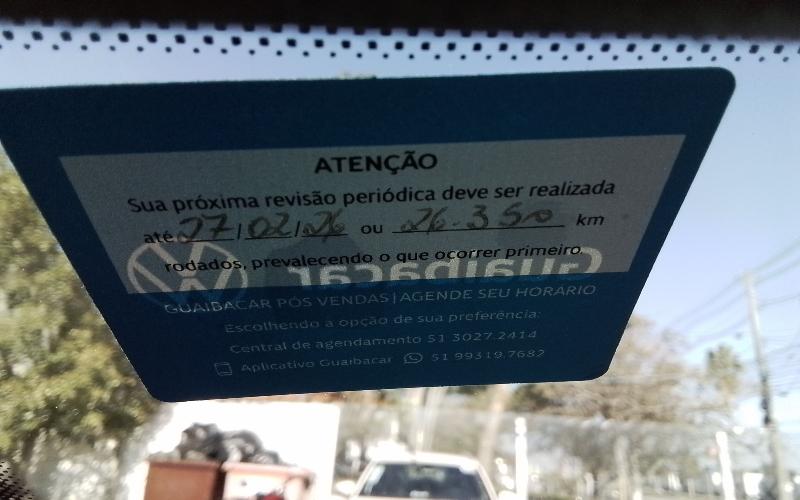 ATENÇÃO
Sua próxima revisão periódica deve ser realizada
até 27/02/26 ou 26.350 km
rodados, prevalecendo o que ocorrer primeiro.
Guaibacar
GUAIBACAR PÓS VENDAS | AGENDE SEU HORÁRIO
Escolhendo a opção de sua preferência:
Central de agendamento 51 3027.2414
Aplicativo Guaibacar 51 99319.7682